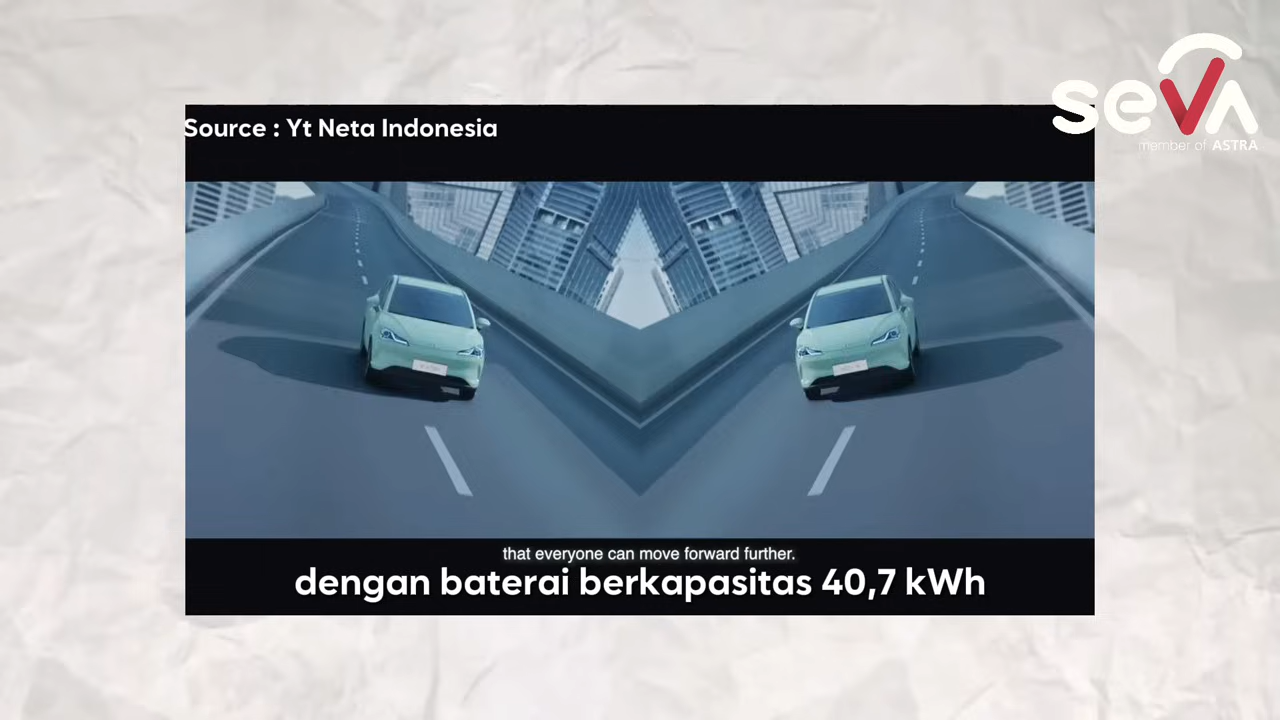 seva
member of ASTRA
Source : Yt Neta Indonesia
that everyone can move forward further.
dengan baterai berkapasitas 40,7 kWh